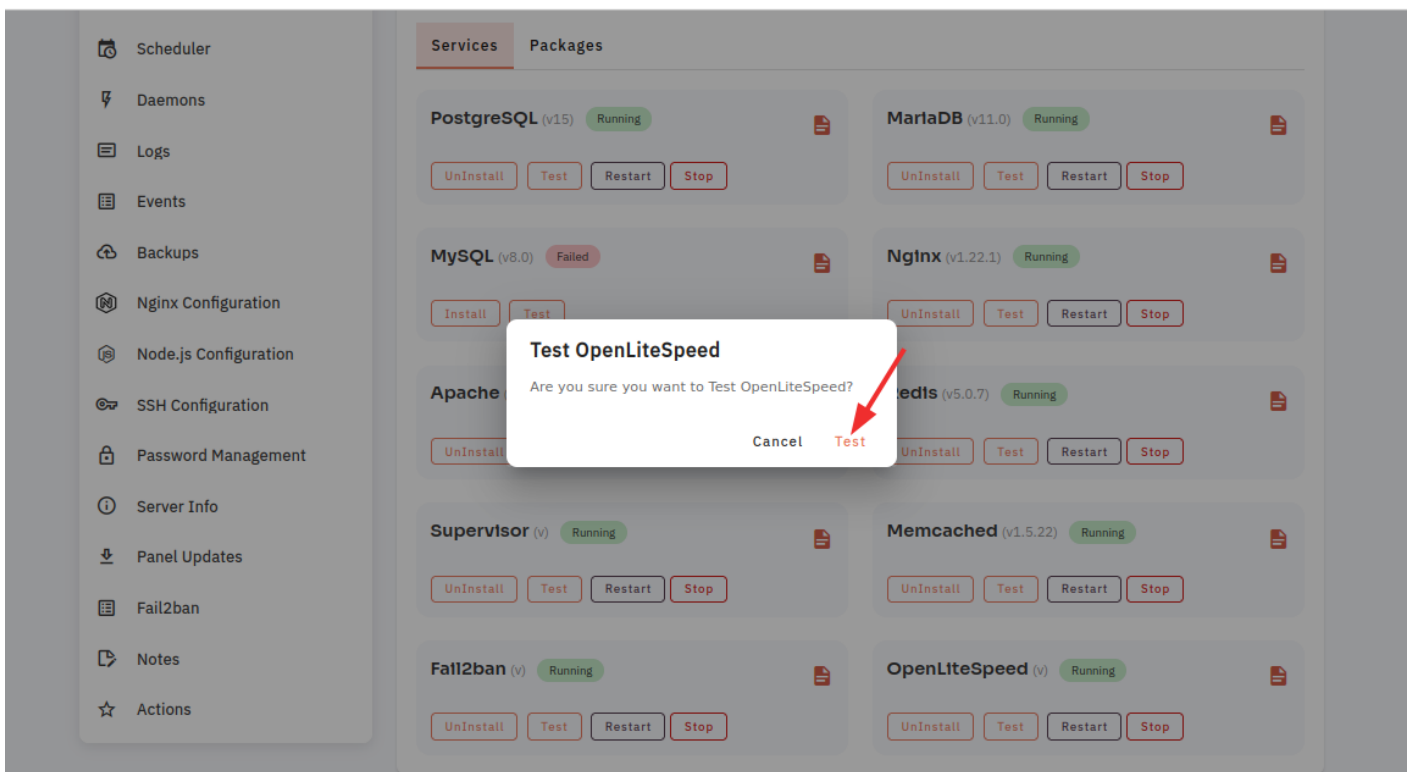 Scheduler
Daemons
Logs
Events
Backups
Nginx Configuration
Node.js Configuration
SSH Configuration
Password Management
Server Info
Panel Updates
Fail2ban
Notes
Actions
Services Packages
PostgreSQL (v15) Running
UnInstall Test Restart Stop
MariaDB (v11.0) Running
UnInstall Test Restart Stop
MySQL (v8.0) Failed
Install Test
Nginx (v1.22.1) Running
UnInstall Test Restart Stop
Apache
UnInstall
edis (v5.0.7) Running
UnInstall Test Restart Stop
Test OpenLiteSpeed
Are you sure you want to Test OpenLiteSpeed?
Cancel Test
Supervisor (v) Running
UnInstall Test Restart Stop
Memcached (v1.5.22) Running
UnInstall Test Restart Stop
Fail2ban (v) Running
UnInstall Test Restart Stop
OpenLiteSpeed (v) Running
UnInstall Test Restart Stop